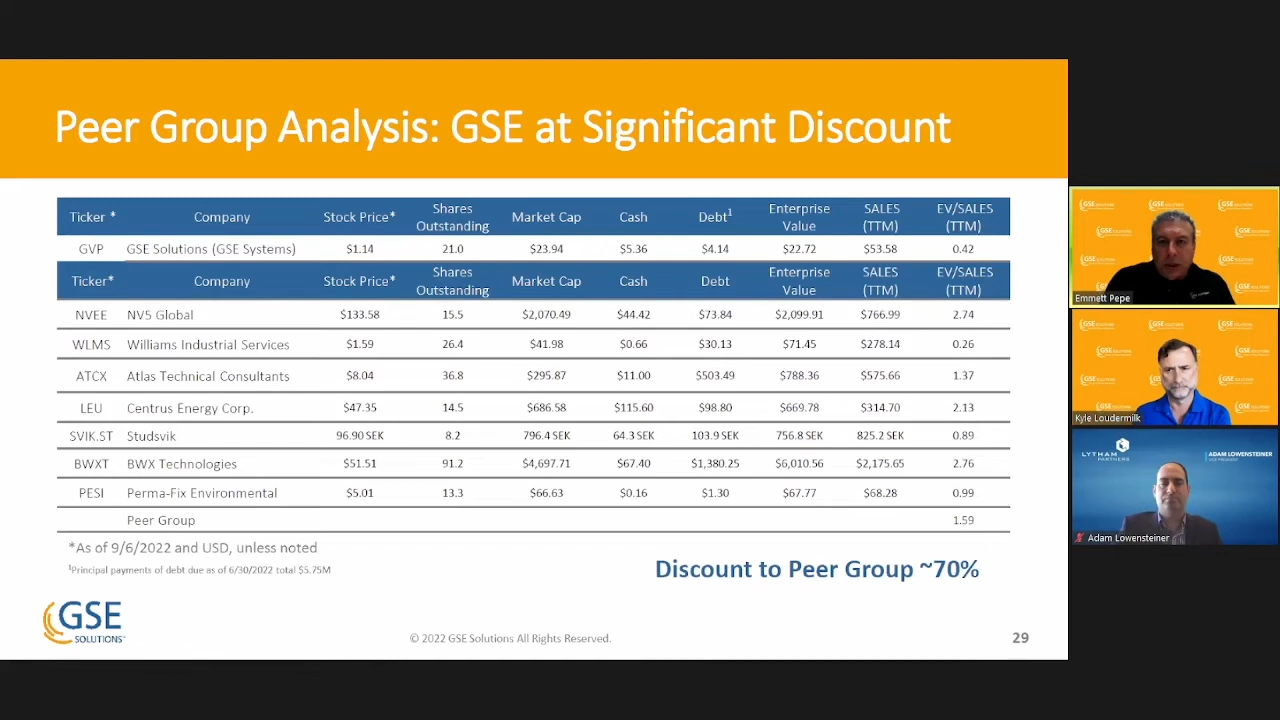 Peer Group Analysis: GSE at Significant Discount
Ticker * Company Stock Price* Shares Outstanding Market Cap Cash Debt¹ Enterprise Value SALES (TTM) EV/SALES (TTM)
GVP GSE Solutions (GSE Systems) $1.14 21.0 $23.94 $5.36 $4.14 $22.72 $53.58 0.42
Ticker* Company Stock Price* Shares Outstanding Market Cap Cash Debt Enterprise Value SALES (TTM) EV/SALES (TTM)
NVEE NV5 Global $133.58 15.5 $2,070.49 $44.42 $73.84 $2,099.91 $766.99 2.74
WLMS Williams Industrial Services $1.59 26.4 $41.98 $0.66 $30.13 $71.45 $278.14 0.26
ATCX Atlas Technical Consultants $8.04 36.8 $295.87 $11.00 $503.49 $788.36 $575.66 1.37
LEU Centrus Energy Corp. $47.35 14.5 $686.58 $115.60 $98.80 $669.78 $314.70 2.13
SVIK.ST Studsvik 96.90 SEK 8.2 796.4 SEK 64.3 SEK 103.9 SEK 756.8 SEK 825.2 SEK 0.89
BWXT BWX Technologies $51.51 91.2 $4,697.71 $67.40 $1,380.25 $6,010.56 $2,175.65 2.76
PESI Perma-Fix Environmental $5.01 13.3 $66.63 $0.16 $1.30 $67.77 $68.28 0.99
Peer Group 1.59
*As of 9/6/2022 and USD, unless noted
¹Principal payments of debt due as of 6/30/2022 total $5.75M
Discount to Peer Group ~70%
GSE
SOLUTIONS
© 2022 GSE Solutions All Rights Reserved.
29
Emmett Pepe
Kyle Loudermilk
LYTHAM
PARTNERS
ADAM LOWENSTEINER
Adam Lowensteiner